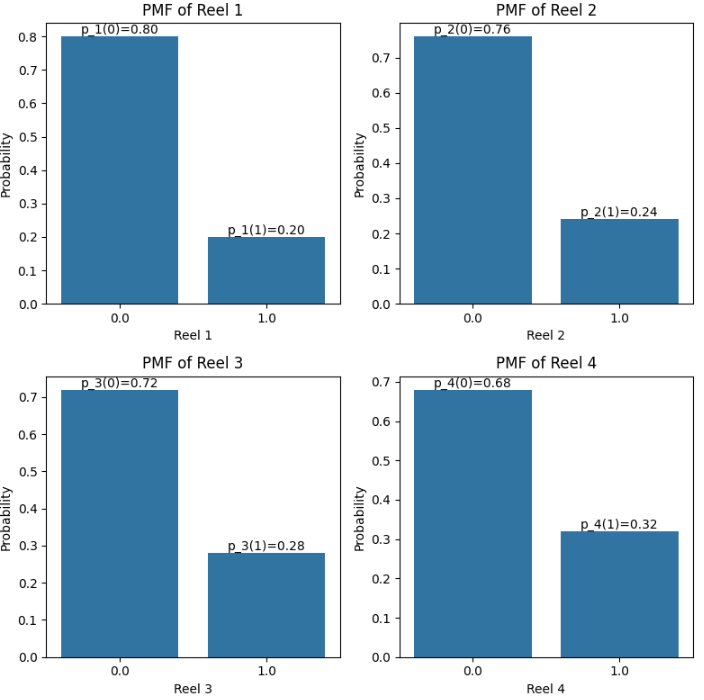 PMF of Reel 1
p_1(0)=0.80
p_1(1)=0.20
0.8
0.7
0.6
0.5
0.4
0.3
0.2
0.1
0.0
Probability
0.0 1.0
Reel 1
PMF of Reel 2
p_2(0)=0.76
p_2(1)=0.24
0.7
0.6
0.5
0.4
0.3
0.2
0.1
0.0
Probability
0.0 1.0
Reel 2
PMF of Reel 3
p_3(0)=0.72
p_3(1)=0.28
0.7
0.6
0.5
0.4
0.3
0.2
0.1
0.0
Probability
0.0 1.0
Reel 3
PMF of Reel 4
p_4(0)=0.68
p_4(1)=0.32
0.7
0.6
0.5
0.4
0.3
0.2
0.1
0.0
Probability
0.0 1.0
Reel 4